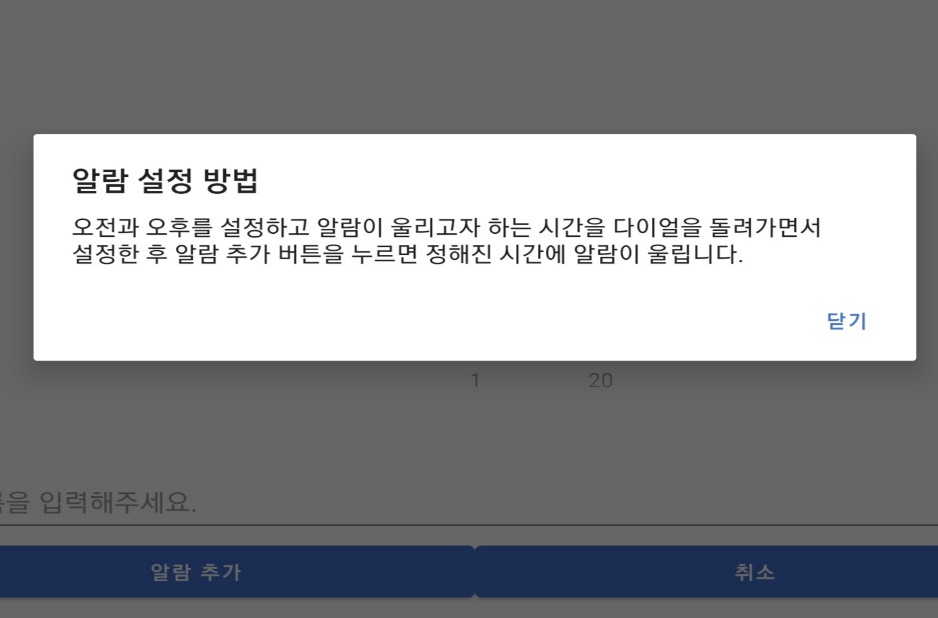 알람 설정 방법
오전과 오후를 설정하고 알람이 울리고자 하는 시간을 다이얼을 돌려가면서
설정한 후 알람 추가 버튼을 누르면 정해진 시간에 알람이 울립니다.
닫기
1 20
입력해주세요.
알람 추가 취소